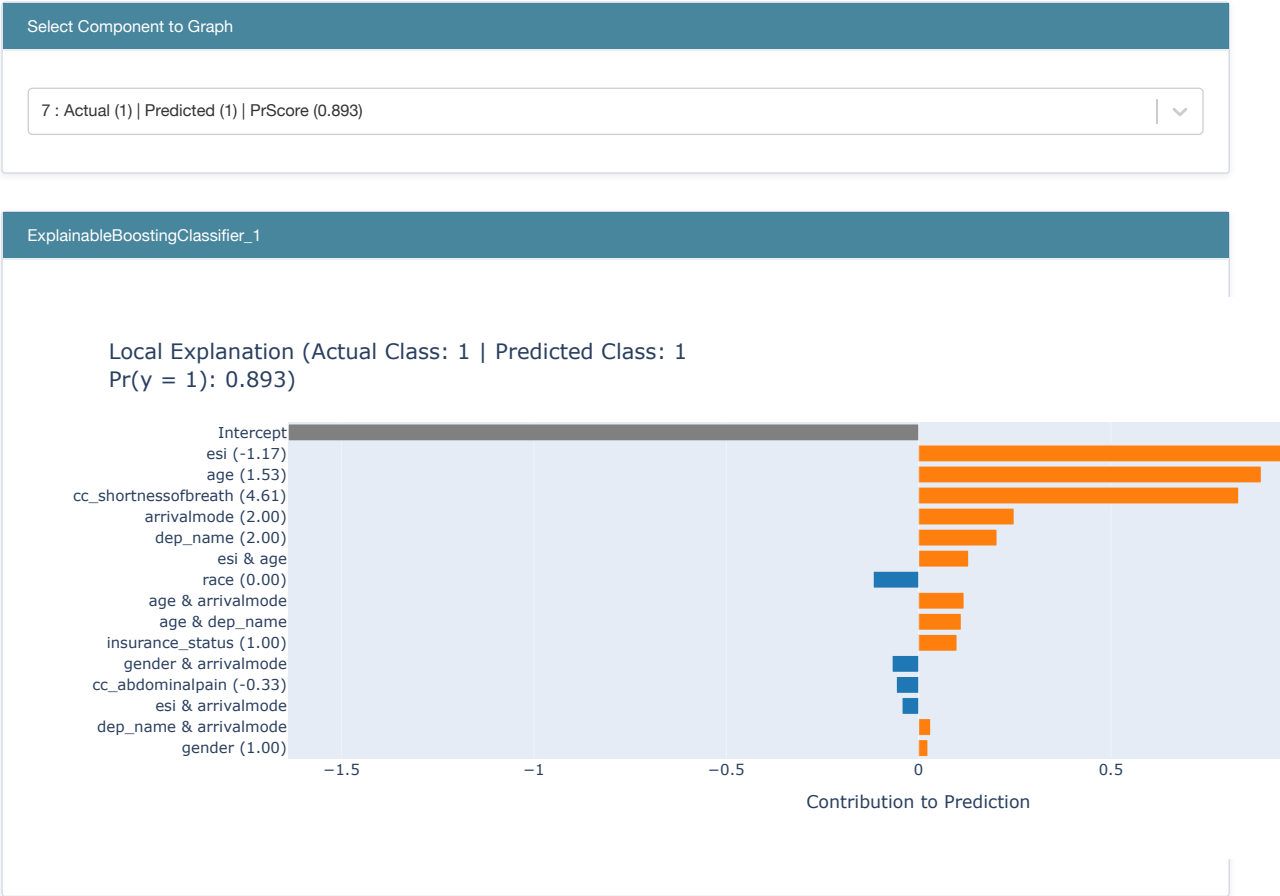 Select Component to Graph
7 : Actual (1) | Predicted (1) | PrScore (0.893)
ExplainableBoostingClassifier_1
Local Explanation (Actual Class: 1 | Predicted Class: 1
Pr(y = 1): 0.893)
Intercept
esi (-1.17)
age (1.53)
cc_shortnessofbreath (4.61)
arrivalmode (2.00)
dep_name (2.00)
esi & age
race (0.00)
age & arrivalmode
age & dep_name
insurance_status (1.00)
gender & arrivalmode
cc_abdominalpain (-0.33)
esi & arrivalmode
dep_name & arrivalmode
gender (1.00)
−1.5 −1 −0.5 0 0.5
Contribution to Prediction